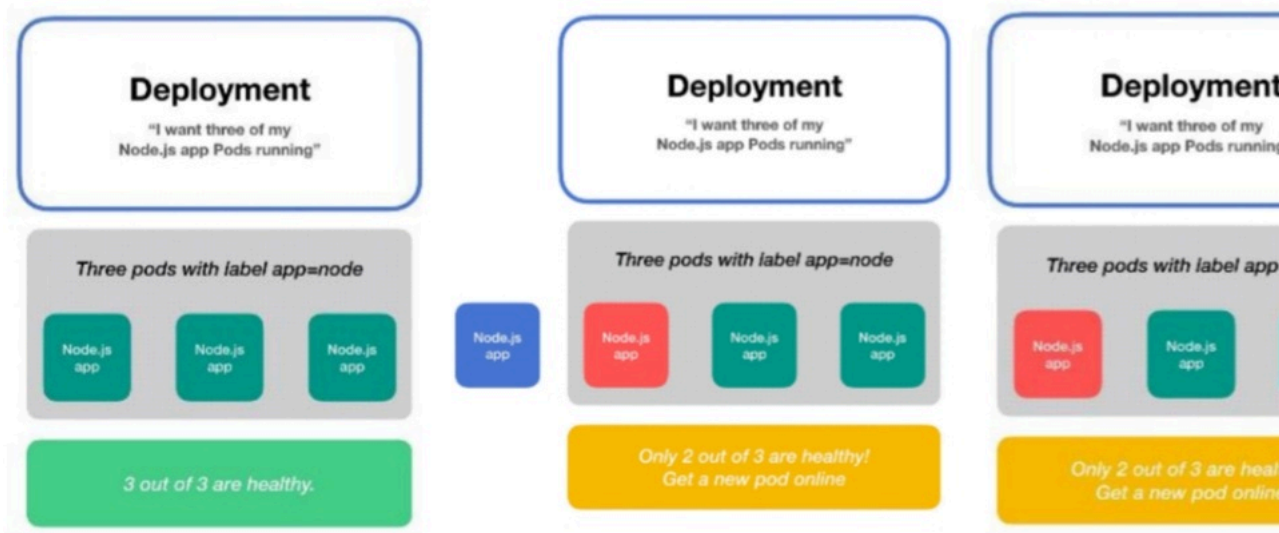 Deployment
“I want three of my
Node.js app Pods running”
Three pods with label app=node
Node.js
app
Node.js
app
Node.js
app
3 out of 3 are healthy.
Node.js
app
Deployment
“I want three of my
Node.js app Pods running”
Three pods with label app=node
Node.js
app
Node.js
app
Node.js
app
Only 2 out of 3 are healthy!
Get a new pod online
Deployment
“I want three of my
Node.js app Pods
Three pods with label app
Node.js
app
Node.js
app
Only 2 out of 3 are
Get a new pod online